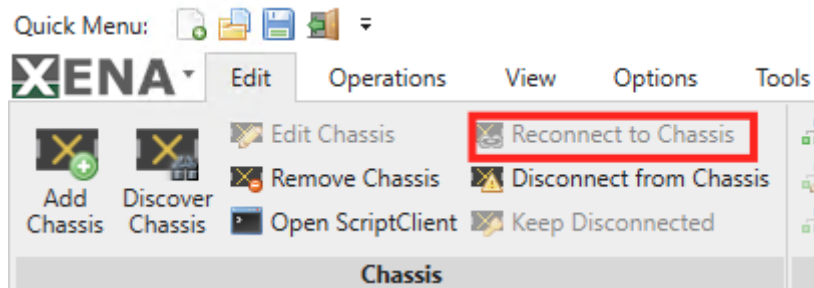 Quick Menu:
XENA Edit Operations View Options Tools
Add Chassis
Discover Chassis
Edit Chassis
Remove Chassis
Open ScriptClient
Reconnect to Chassis
Disconnect from Chassis
Keep Disconnected
Chassis